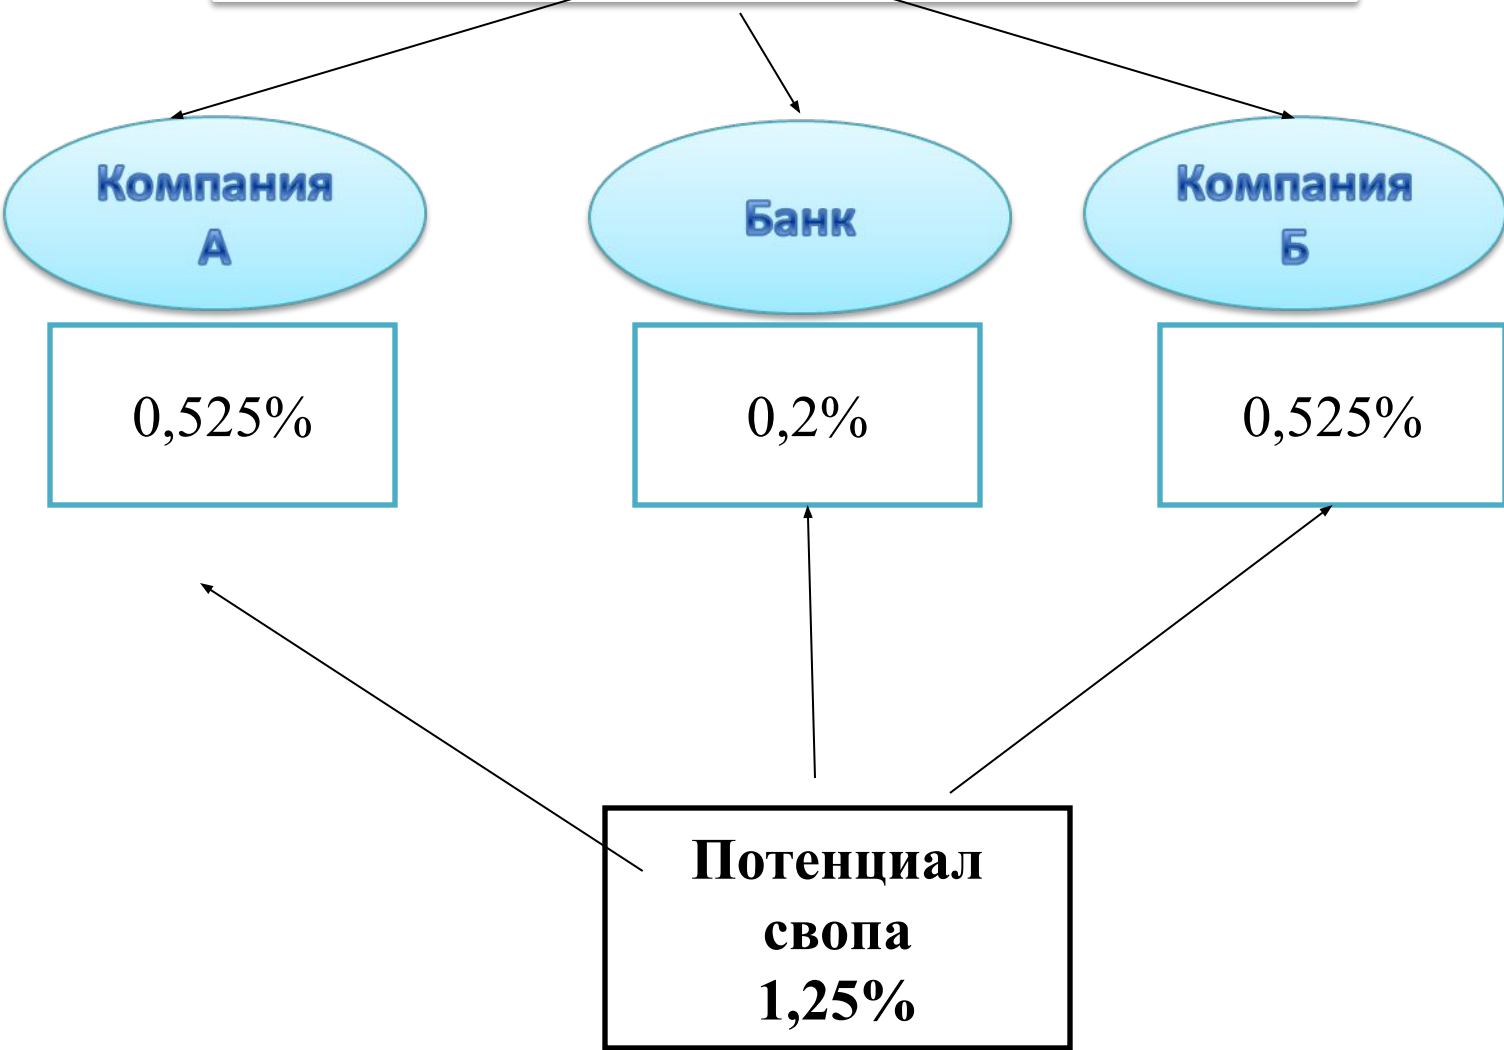 Компания
А
Банк
Компания
Б
0,525%
0,2%
0,525%
Потенциал
свопа
1,25%